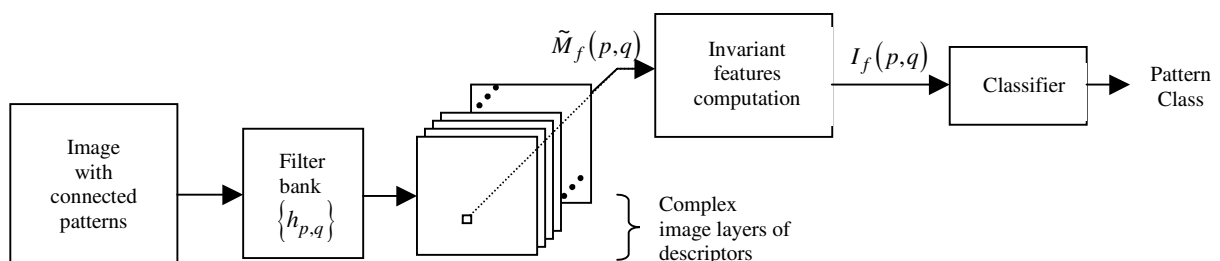 Image
with
connected
patterns
Filter
bank
{h_{p,q}}
M̃_f(p,q)
Complex
image layers of
descriptors
Invariant
features
computation
I_f(p,q)
Classifier
Pattern
Class